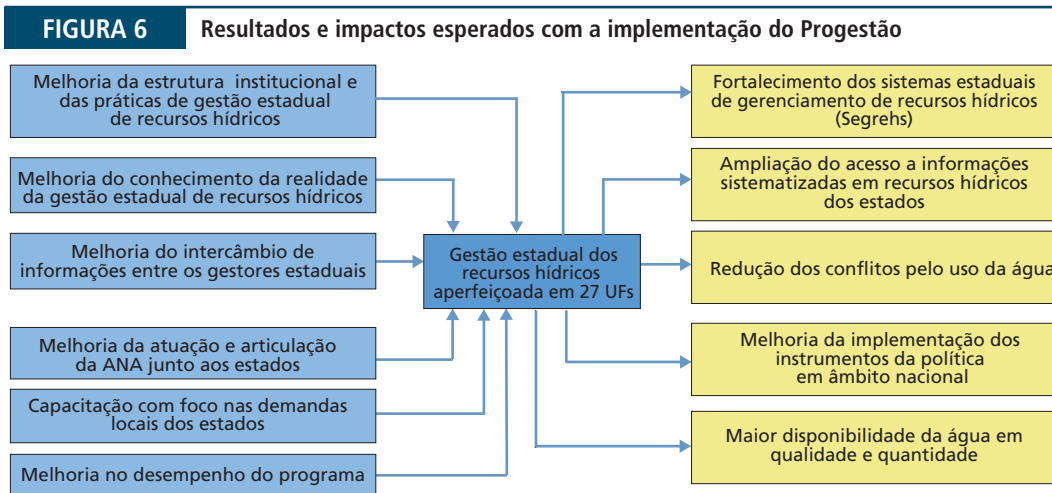 FIGURA 6
Resultados e impactos esperados com a implementação do Progestão
Melhoria da estrutura institucional e
das práticas de gestão estadual
de recursos hídricos
Melhoria do conhecimento da realidade
da gestão estadual de recursos hídricos
Melhoria do intercâmbio de
informações entre os gestores estaduais
Melhoria da atuação e articulação
da ANA junto aos estados
Capacitação com foco nas demandas
locais dos estados
Melhoria no desempenho do programa
Gestão estadual dos
recursos hídricos
aperfeiçoada em 27 UFs
Fortalecimento dos sistemas estaduais
de gerenciamento de recursos hídricos
(Segrehs)
Ampliação do acesso a informações
sistematizadas em recursos hídricos
dos estados
Redução dos conflitos pelo uso da água
Melhoria da implementação dos
instrumentos da política
em âmbito nacional
Maior disponibilidade da água em
qualidade e quantidade